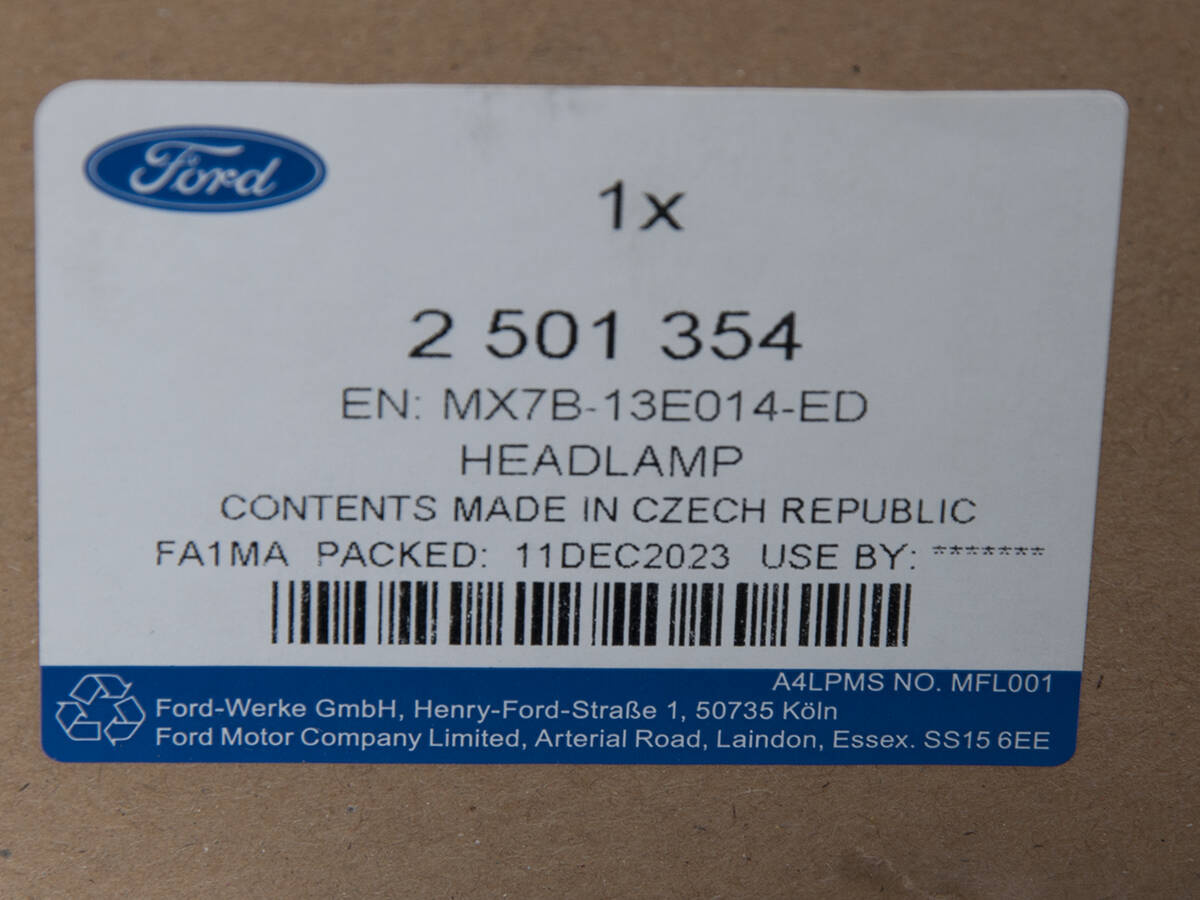 Ford
1x
2 501 354
EN: MX7B-13E014-ED
HEADLAMP
CONTENTS MADE IN CZECH REPUBLIC
FA1MA PACKED: 11DEC2023 USE BY: *******
A4LPMS NO. MFL001
Ford-Werke GmbH, Henry-Ford-Straße 1, 50735 Köln
Ford Motor Company Limited, Arterial Road, Laindon, Essex. SS15 6EE